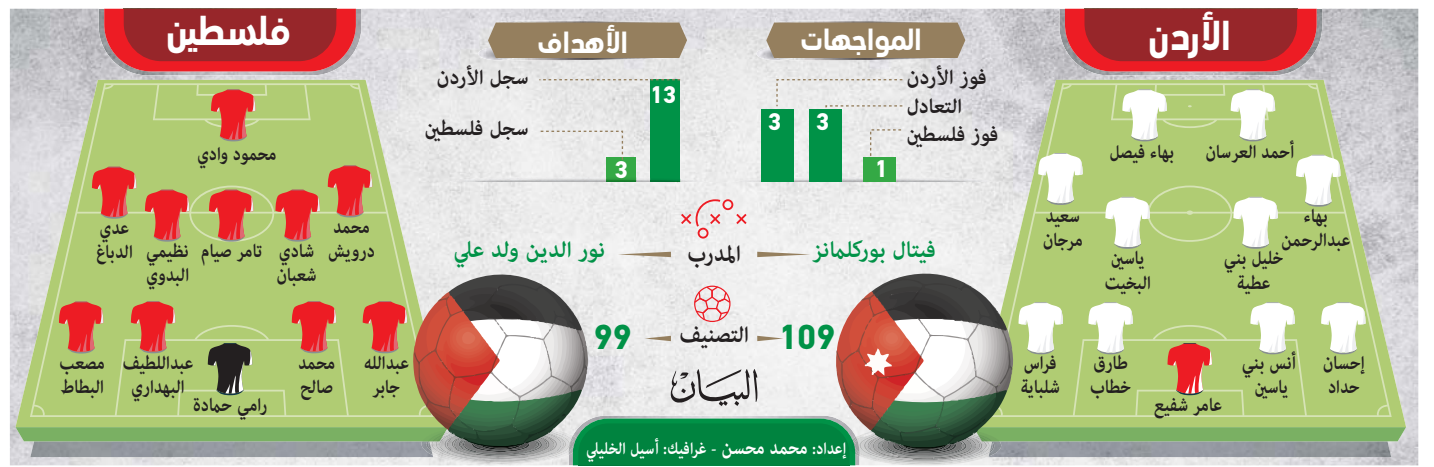 الأردن
المواجهات
الأهداف
فلسطين
فوز الأردن
التعادل
فوز فلسطين
3
3
1
سجل الأردن
سجل فلسطين
13
3
أحمد العرسان
بهاء فيصل
بهاء
عبدالرحمن
سعيد
مرجان
خليل بني
عطية
ياسين
البخيت
إحسان
حداد
أنس بني
ياسين
طارق
خطاب
فراس
شلباية
عامر شفيع
فيتال بوركلمانز
المدرب
نور الدين ولد علي
109
التصنيف
99
البيان
إعداد: محمد محسن - غرافيك: أسيل الخليلي
محمود وادي
محمد
درويش
شادي
شعبان
تامر صيام
نظيمي
البدوي
عدي
الدباغ
عبدالله
جابر
محمد
صالح
عبداللطيف
البهداري
مصعب
البطاط
رامي حمادة